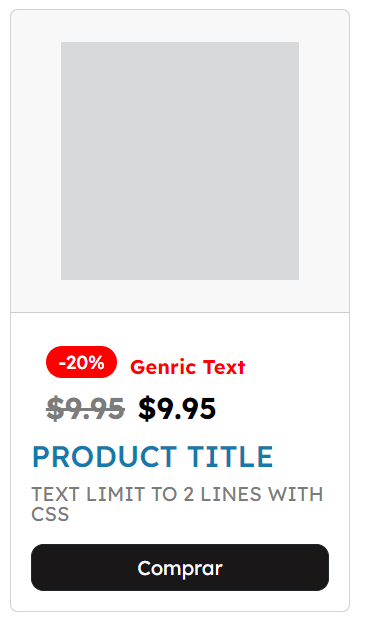 -20% Genric Text
$9.95 $9.95
PRODUCT TITLE
TEXT LIMIT TO 2 LINES WITH
CSS
Comprar